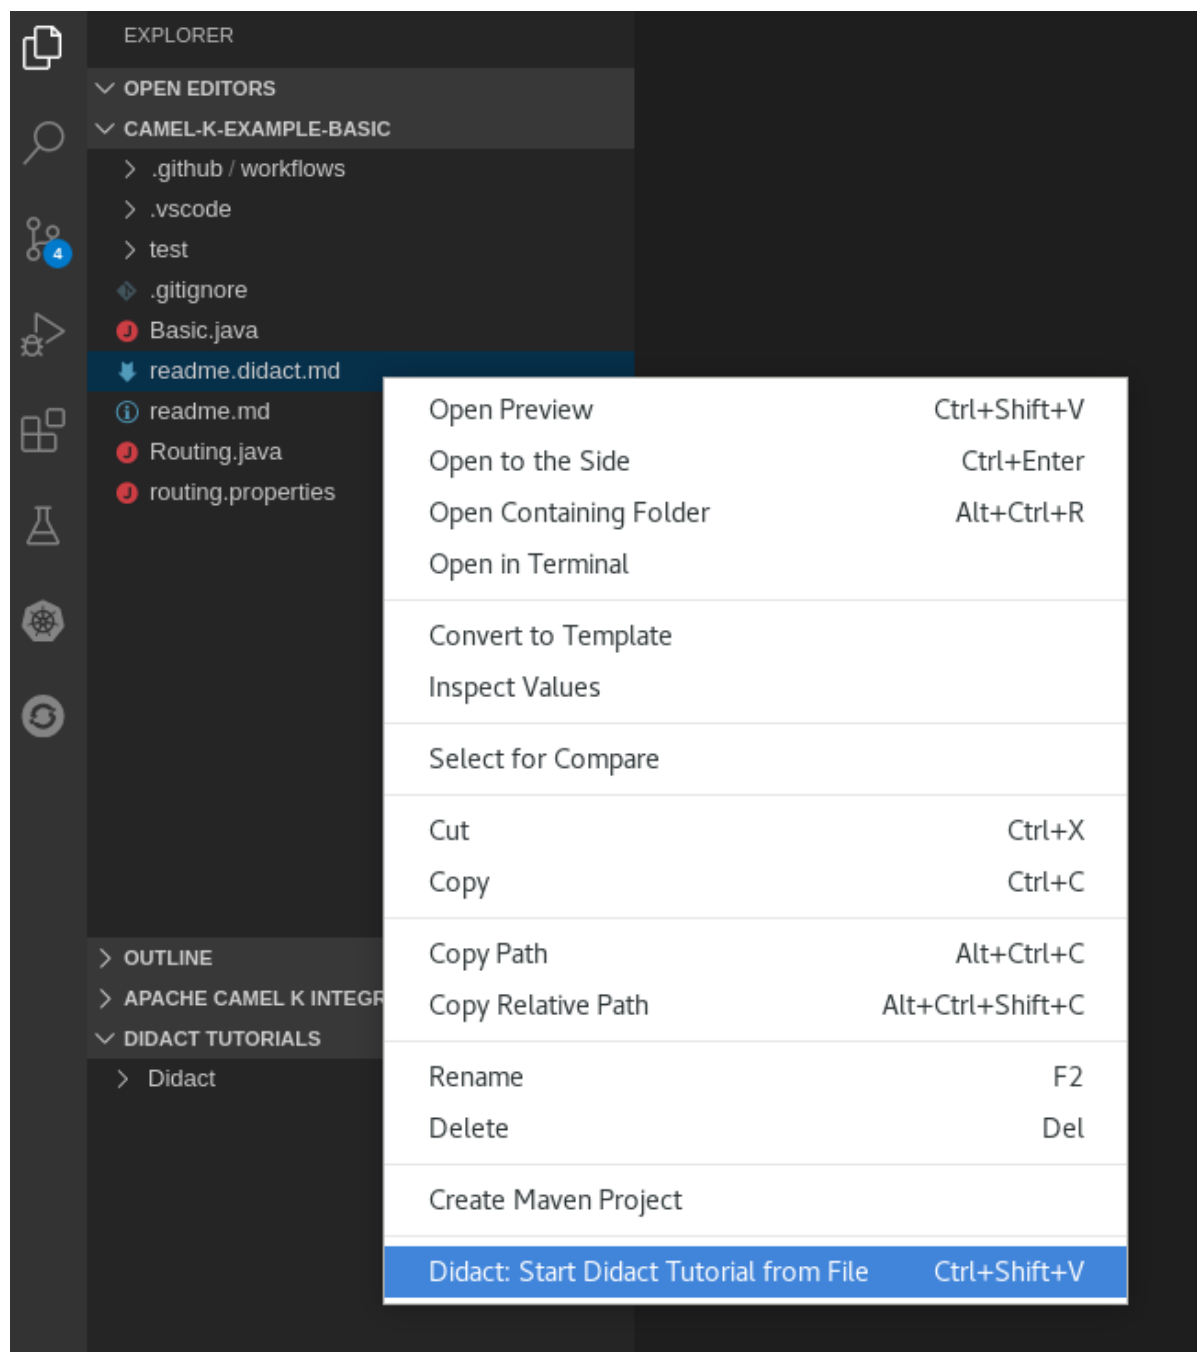 EXPLORER
OPEN EDITORS
CAMEL-K-EXAMPLE-BASIC
.github / workflows
.vscode
test
4
.gitignore
Basic.java
readme.didact.md
readme.md
Routing.java
routing.properties
OUTLINE
APACHE CAMEL K INTEGR
DIDACT TUTORIALS
Didact
Open Preview Ctrl+Shift+V
Open to the Side Ctrl+Enter
Open Containing Folder Alt+Ctrl+R
Open in Terminal
Convert to Template
Inspect Values
Select for Compare
Cut Ctrl+X
Copy Ctrl+C
Copy Path Alt+Ctrl+C
Copy Relative Path Alt+Ctrl+Shift+C
Rename F2
Delete Del
Create Maven Project
Didact: Start Didact Tutorial from File Ctrl+Shift+V